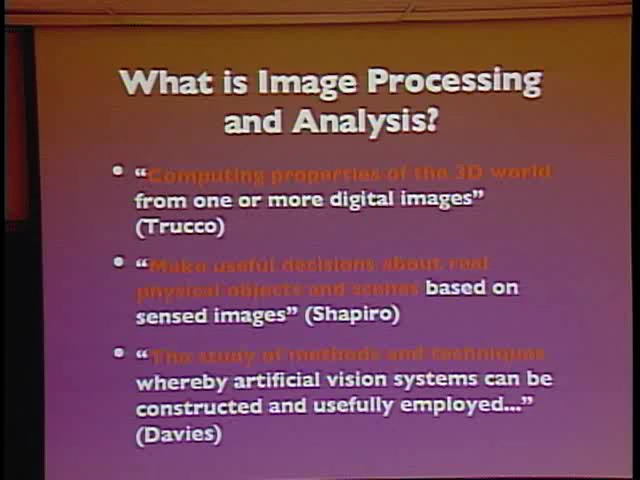 What is Image Processing
and Analysis?
• “Computing properties of the 3D world
from one or more digital images”
(Trucco)
• “Make useful decisions about real
physical objects and scenes based on
sensed images” (Shapiro)
• “The study of methods and techniques
whereby artificial vision systems can be
constructed and usefully employed...”
(Davies)